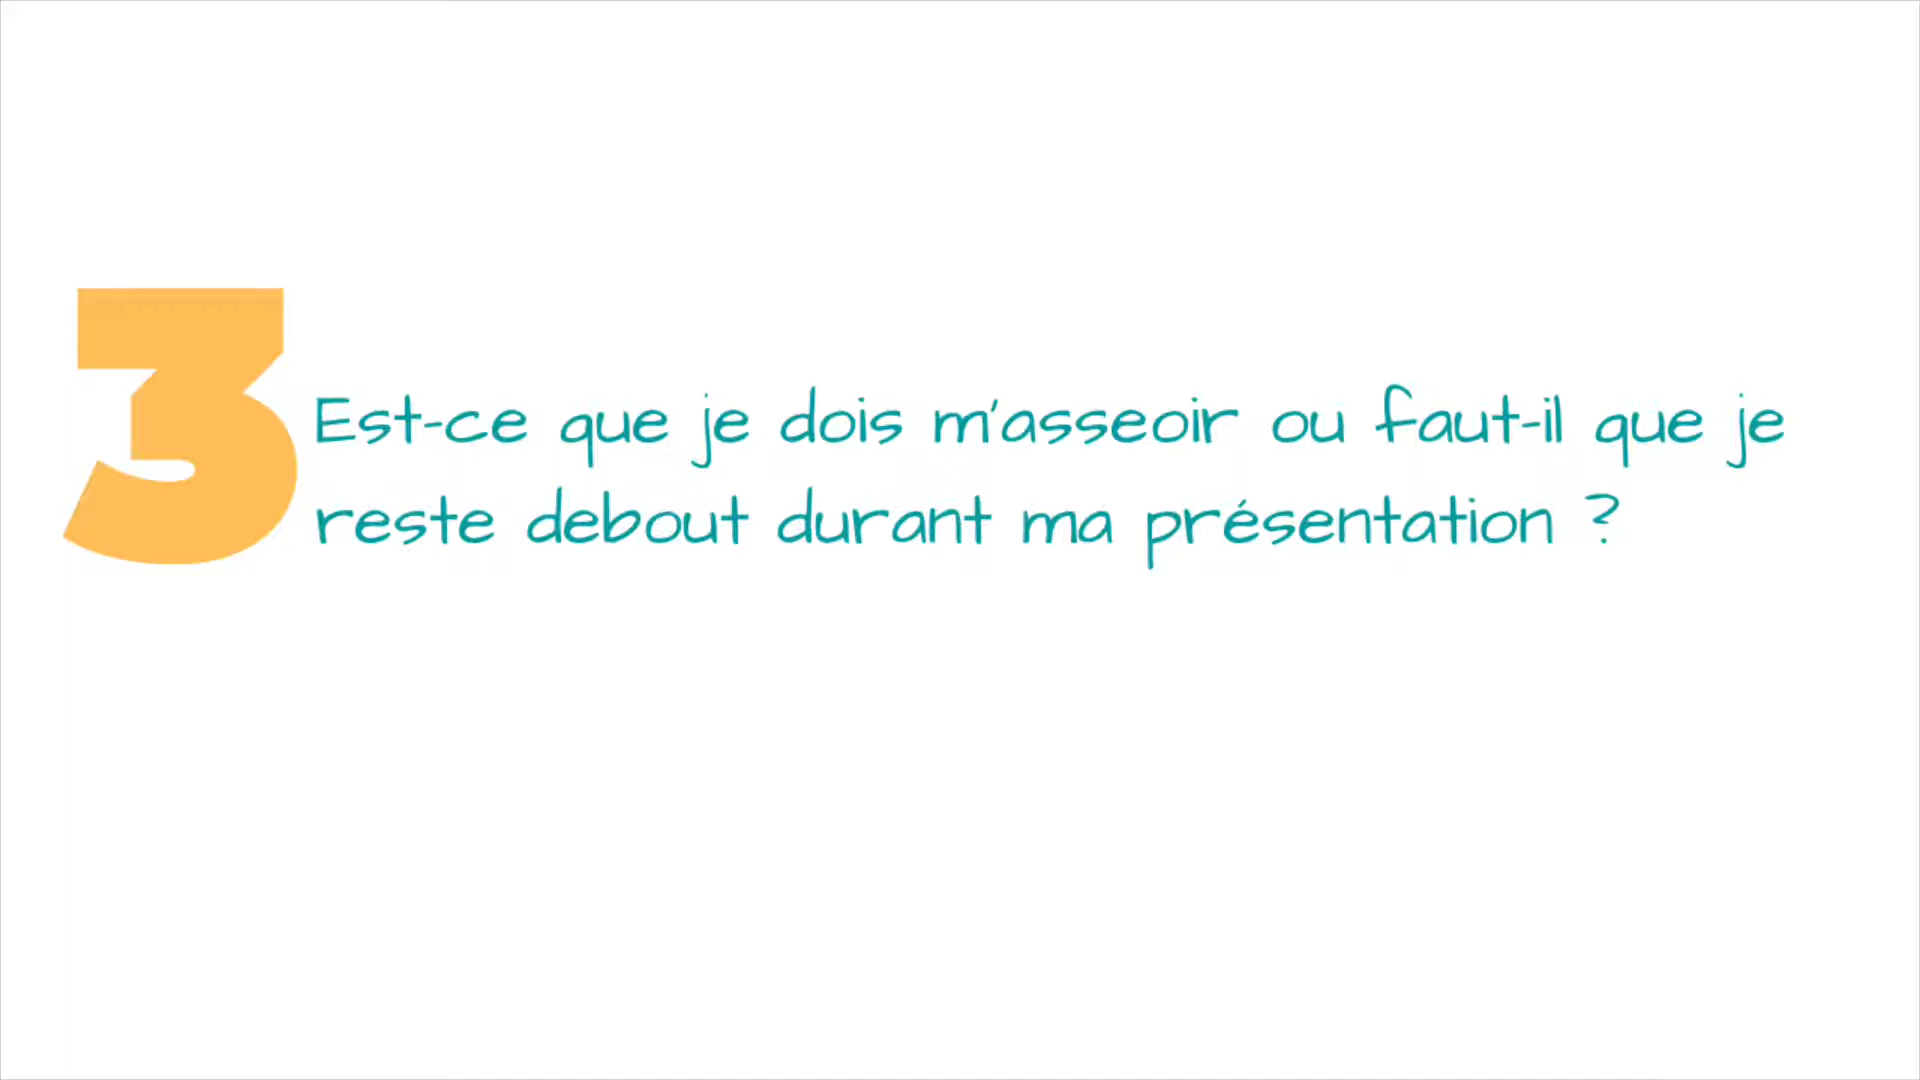 3
Est-ce que je dois m'asseoir ou faut-il que je
reste debout durant ma présentation ?